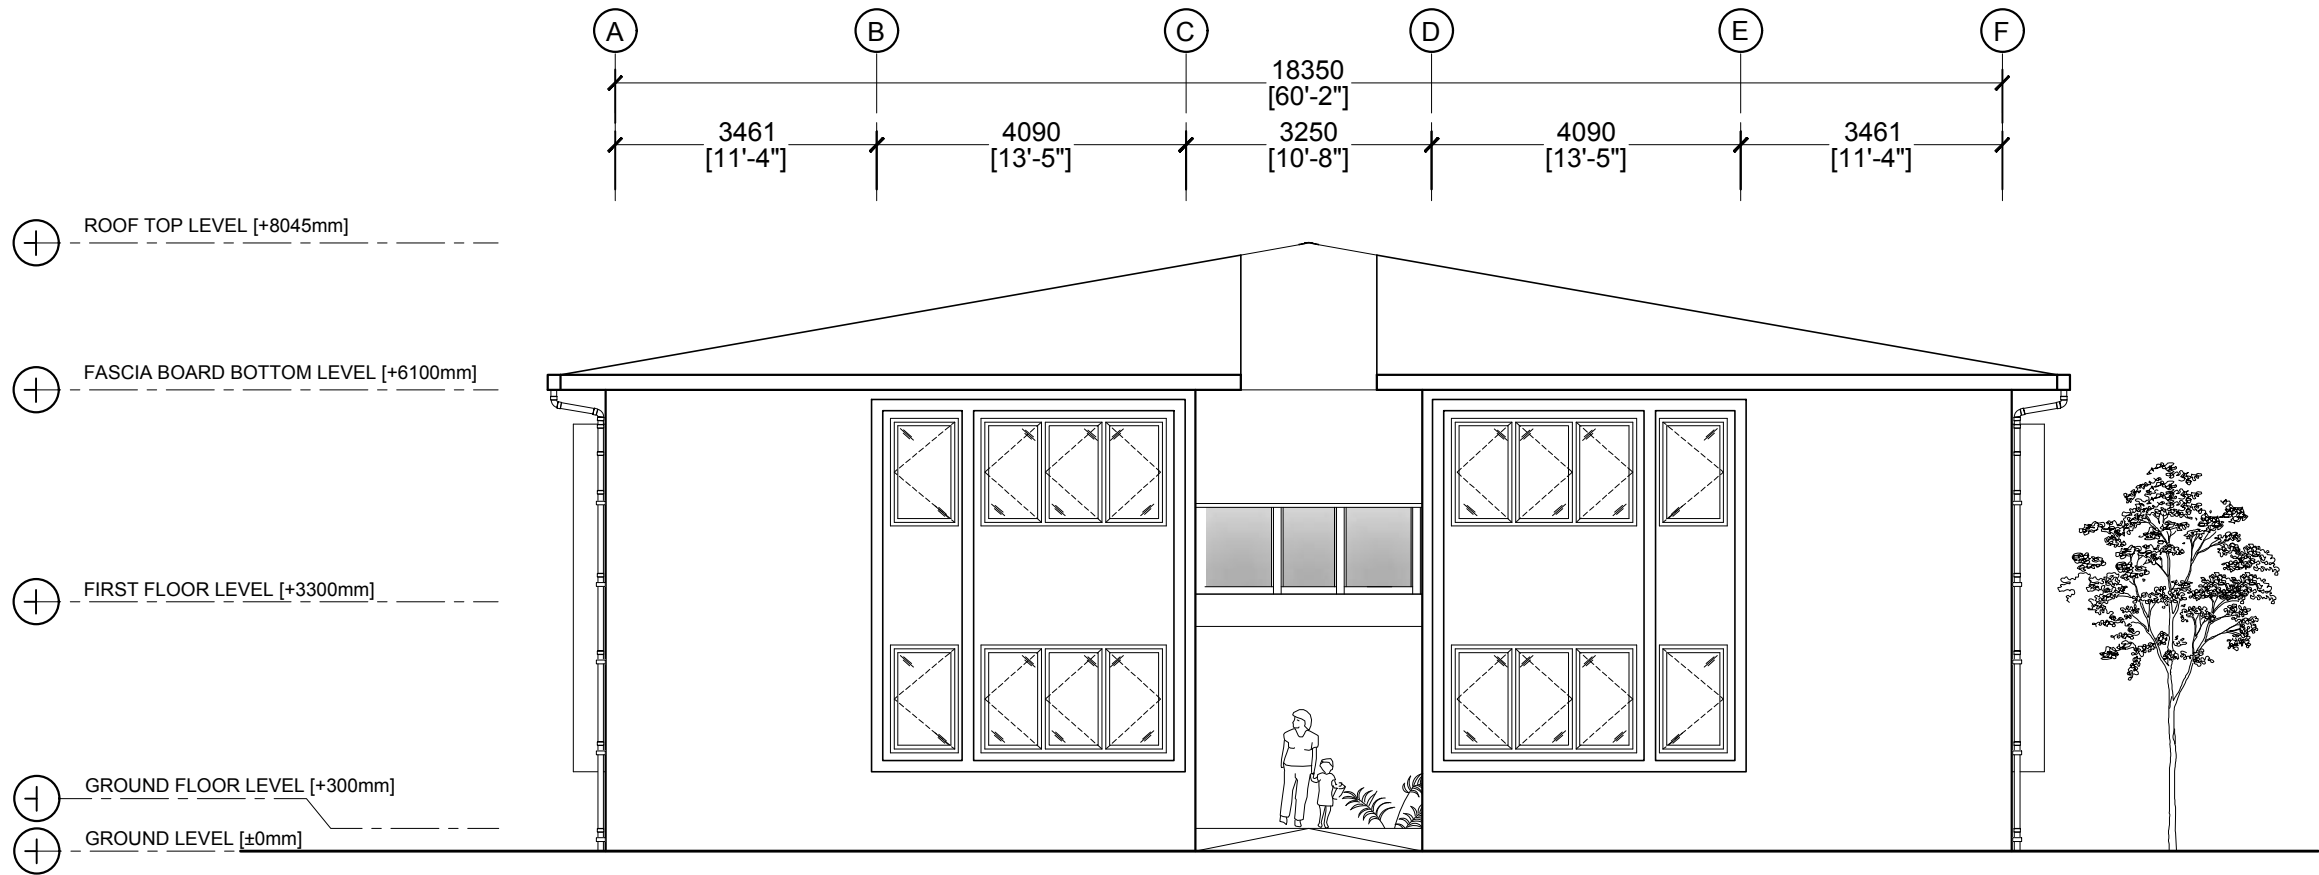 A B C D E F
18350
[60'-2"]
3461 4090 3250 4090 3461
[11'-4"] [13'-5"] [10'-8"] [13'-5"] [11'-4"]
ROOF TOP LEVEL [+8045mm]
FASCIA BOARD BOTTOM LEVEL [+6100mm]
FIRST FLOOR LEVEL [+3300mm]
GROUND FLOOR LEVEL [+300mm]
GROUND LEVEL [±0mm]